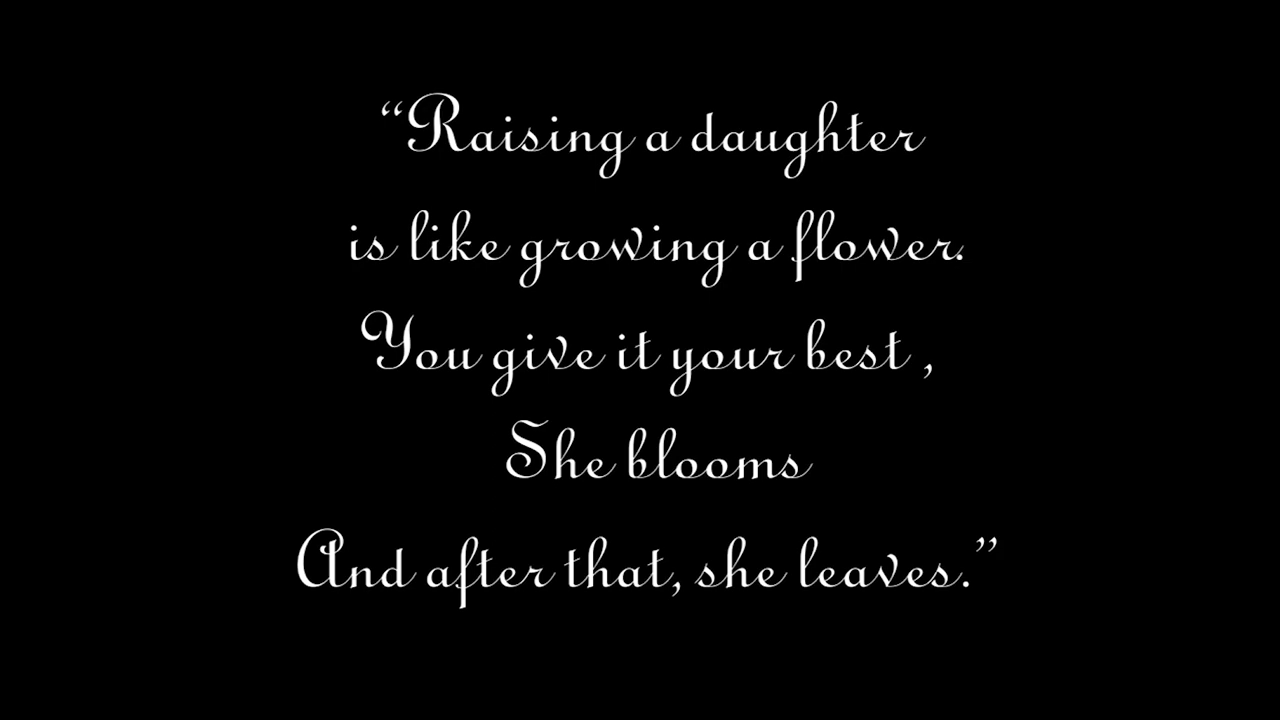 “Raising a daughter
is like growing a flower.
You give it your best ,
She blooms
And after that, she leaves.”